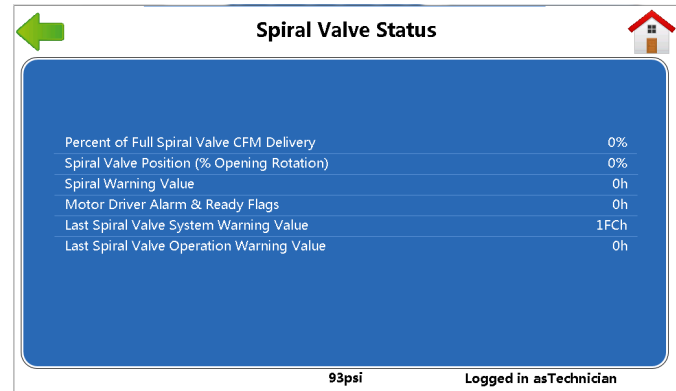 Spiral Valve Status
Percent of Full Spiral Valve CFM Delivery 0%
Spiral Valve Position (% Opening Rotation) 0%
Spiral Warning Value 0h
Motor Driver Alarm & Ready Flags 0h
Last Spiral Valve System Warning Value 1FCh
Last Spiral Valve Operation Warning Value 0h
93psi Logged in asTechnician